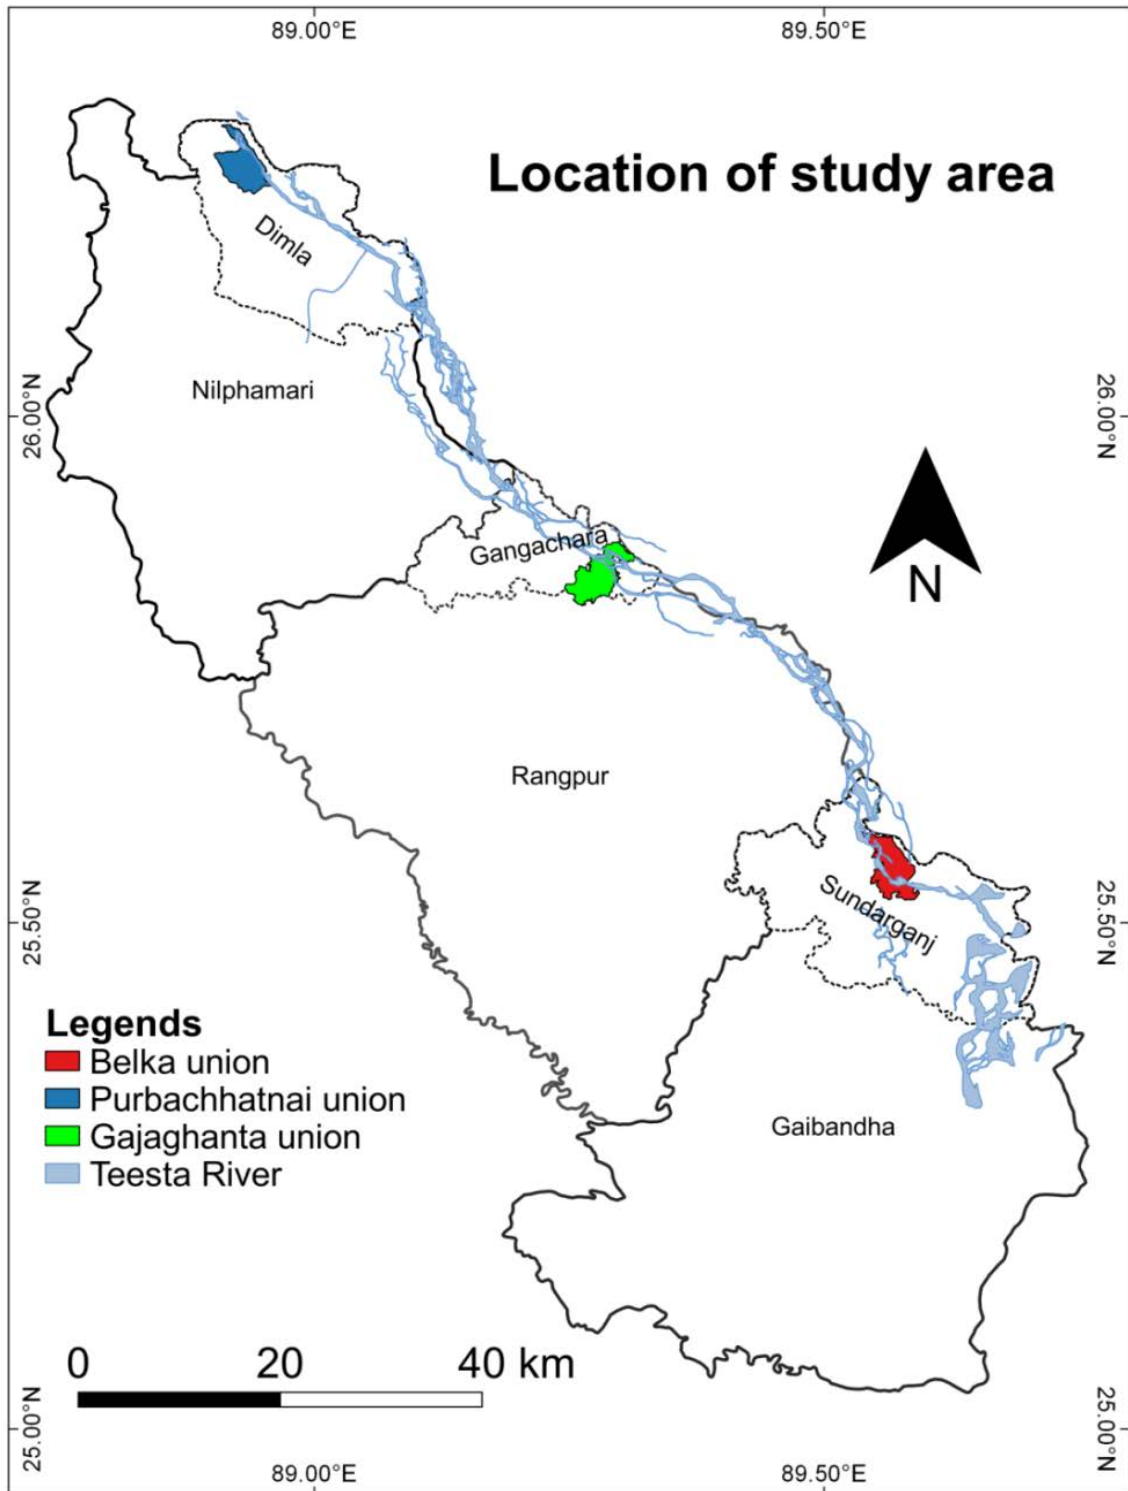 89.00°E
89.50°E
Location of study area
Dimla
Nilphamari
26.00°N
26.00°N
Gangachara
N
Rangpur
Sundarganj
25.50°N
25.50°N
Legends
Belka union
Purbachhatnai union
Gajaghanta union
Teesta River
Gaibandha
0 20 40 km
25.00°N
25.00°N
89.00°E
89.50°E